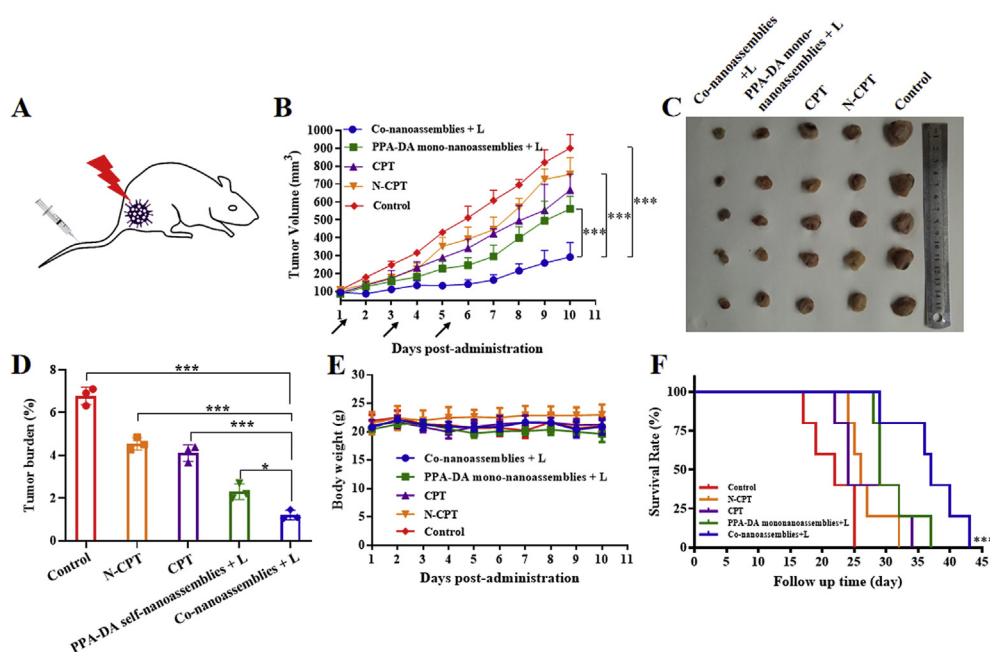 A
B
Tumor Volume (mm³)
1000
900
800
700
600
500
400
300
200
100
Co-nanoassemblies + L
PPA-DA mono-nanoassemblies + L
CPT
N-CPT
Control
***
***
***
1 2 3 4 5 6 7 8 9 10 11
Days post-administration
C
Co-nanoassemblies
+L
PPA-DA mono-
nanoassemblies + L
CPT
N-CPT
Control
D
Tumor burden (%)
8
6
4
2
0
***
***
***
*
Control
N-CPT
CPT
PPA-DA self-nanoassemblies + L
Co-nanoassemblies + L
E
Body weight (g)
30
25
20
15
10
5
0
Co-nanoassemblies + L
PPA-DA mono-nanoassemblies + L
CPT
N-CPT
Control
1 2 3 4 5 6 7 8 9 10 11
Days post-administration
F
Survival Rate (%)
100
75
50
25
0
Control
N-CPT
CPT
PPA-DA mononanoassemblies+L
Co-nanoassemblies+L
***
0 5 10 15 20 25 30 35 40 45
Follow up time (day)